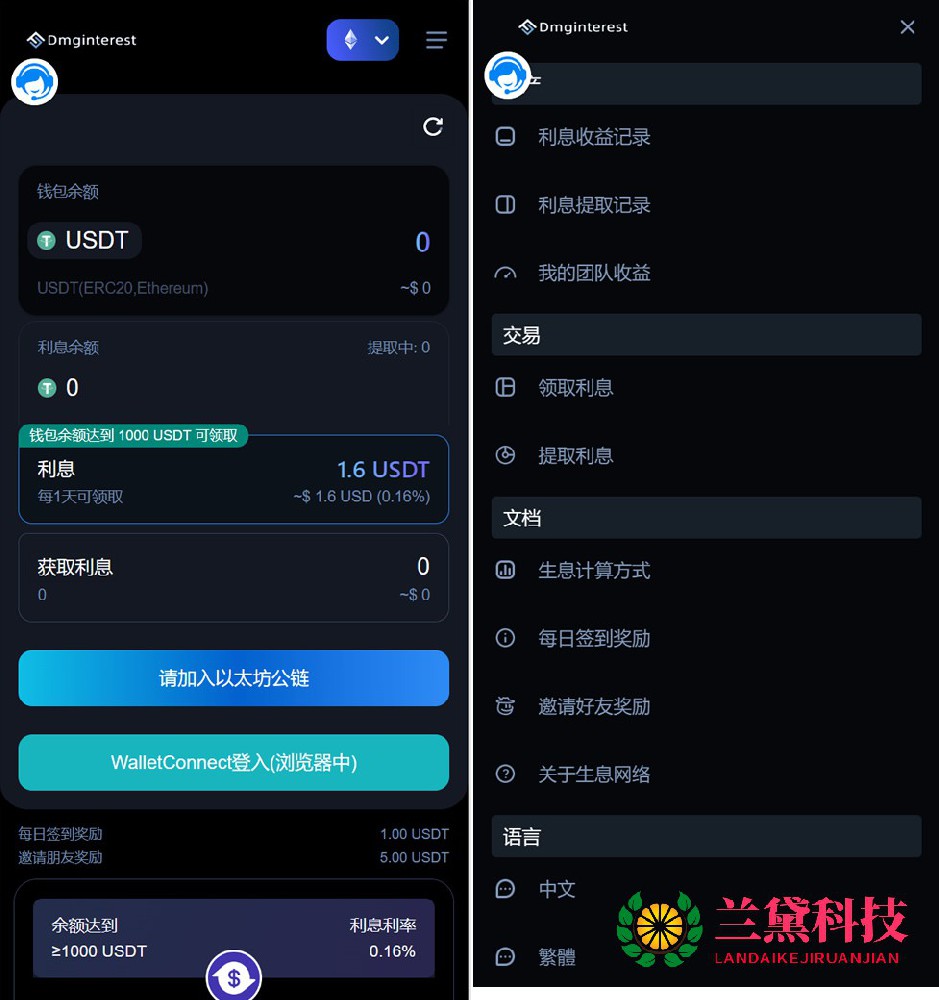 Dmginterest
钱包余额
USDT
0
USDT(ERC20,Ethereum)
~$ 0
利息余额
提取中: 0
0
钱包余额达到 1000 USDT 可领取
利息
1.6 USDT
每1天可领取
~$ 1.6 USD (0.16%)
获取利息
0
0
~$ 0
请加入以太坊公链
WalletConnect登入(浏览器中)
每日签到奖励
1.00 USDT
邀请朋友奖励
5.00 USDT
余额达到
利息利率
≥1000 USDT
0.16%
Dmginterest
利息收益记录
利息提取记录
我的团队收益
交易
领取利息
提取利息
文档
生息计算方式
每日签到奖励
邀请好友奖励
关于生息网络
语言
中文
繁體
兰黛科技
LANDAIKEJIRUANJIAN